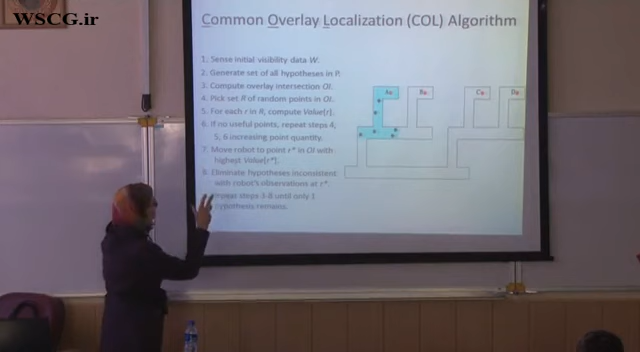 WSCG.ir
Common Overlay Localization (COL) Algorithm
1. Sense initial visibility data W.
2. Generate set of all hypotheses in P.
3. Compute overlay intersection OI.
4. Pick set R of random points in OI.
5. For each r in R, compute Value(r).
6. If no useful points, repeat steps 4,
5, 6 increasing point quantity.
7. Move robot to point r* in OI with
highest Value(r*).
8. Eliminate hypotheses inconsistent
with robot's observations at r*.
repeat steps 3-8 until only 1
hypothesis remains.